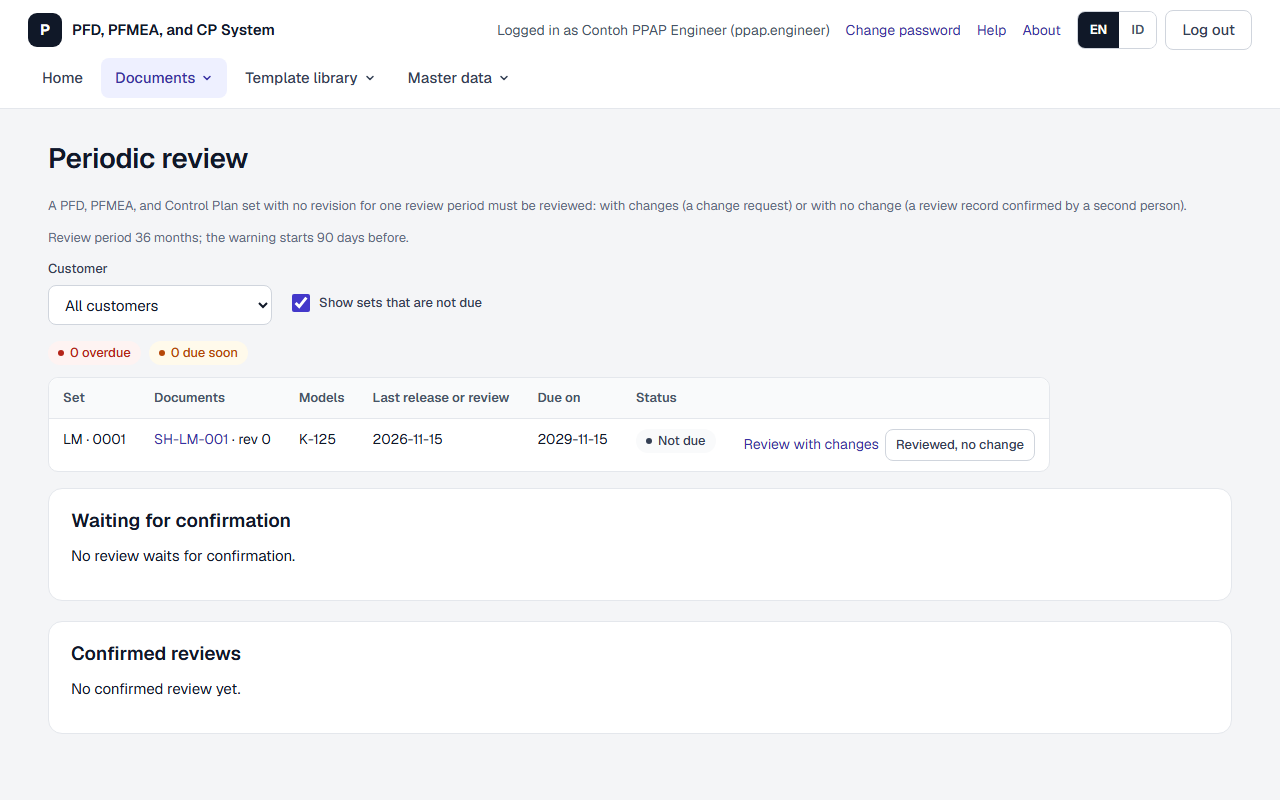 P PFD, PFMEA, and CP System Logged in as Contoh PPAP Engineer (ppap.engineer) Change password Help About EN ID Log out
Home Documents Template library Master data
Periodic review
A PFD, PFMEA, and Control Plan set with no revision for one review period must be reviewed: with changes (a change request) or with no change (a review record confirmed by a second person).
Review period 36 months; the warning starts 90 days before.
Customer
All customers Show sets that are not due
0 overdue 0 due soon
Set Documents Models Last release or review Due on Status
LM · 0001 SH-LM-001 · rev 0 K-125 2026-11-15 2029-11-15 Not due Review with changes Reviewed, no change
Waiting for confirmation
No review waits for confirmation.
Confirmed reviews
No confirmed review yet.